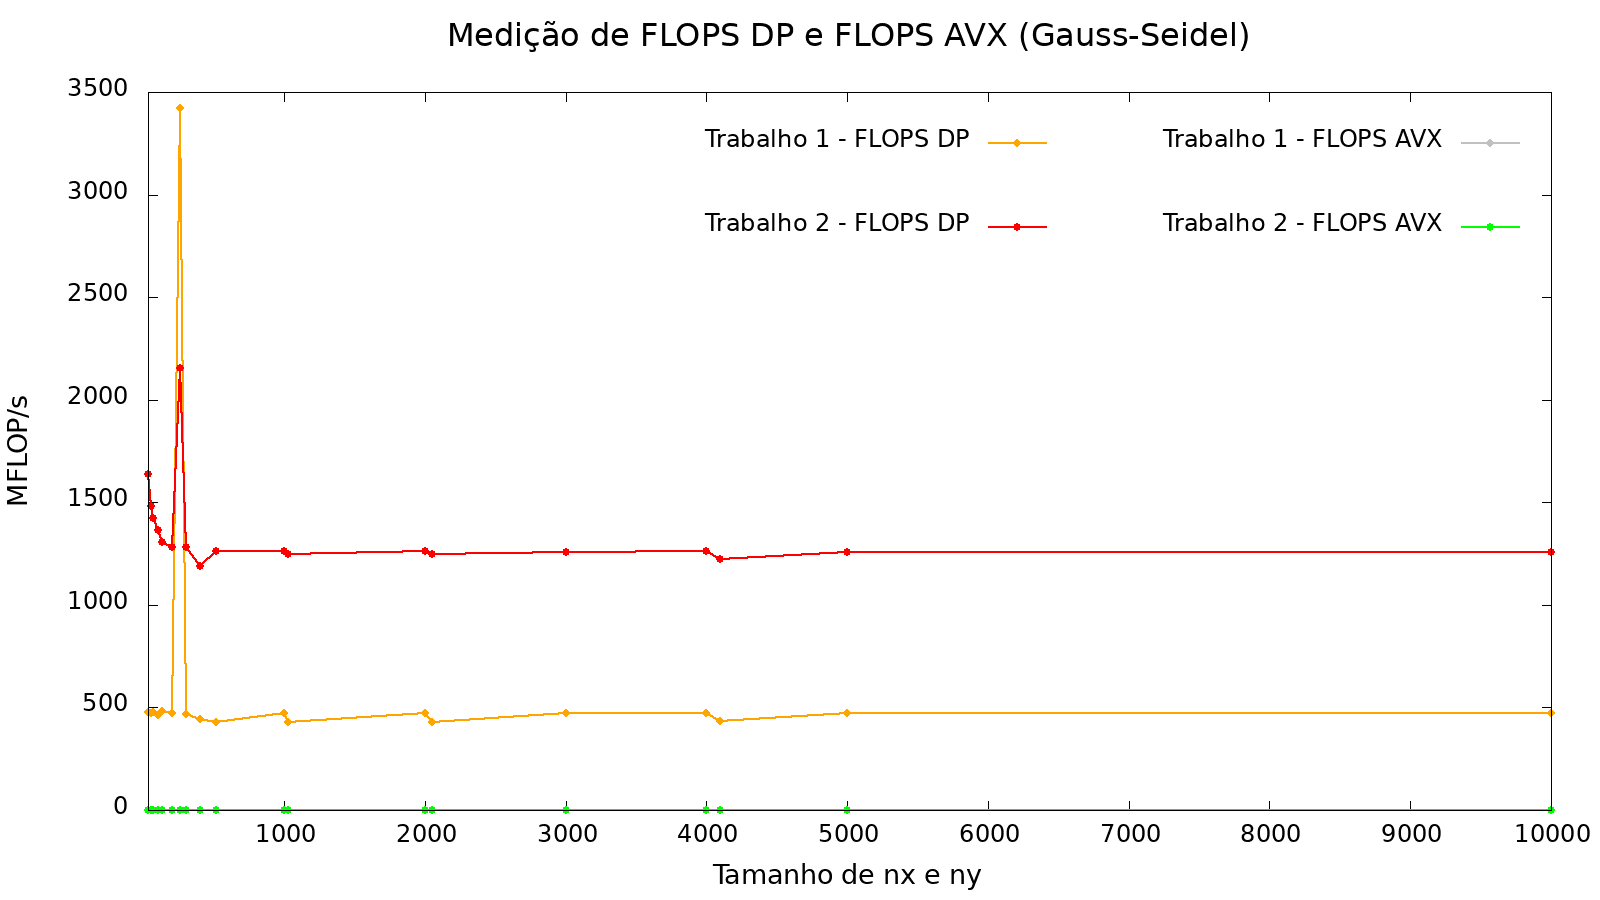 Medição de FLOPS DP e FLOPS AVX (Gauss-Seidel)
3500
3000
2500
2000
1500
1000
500
0
MFLOP/s
Trabalho 1 - FLOPS DP
Trabalho 1 - FLOPS AVX
Trabalho 2 - FLOPS DP
Trabalho 2 - FLOPS AVX
1000 2000 3000 4000 5000 6000 7000 8000 9000 10000
Tamanho de nx e ny